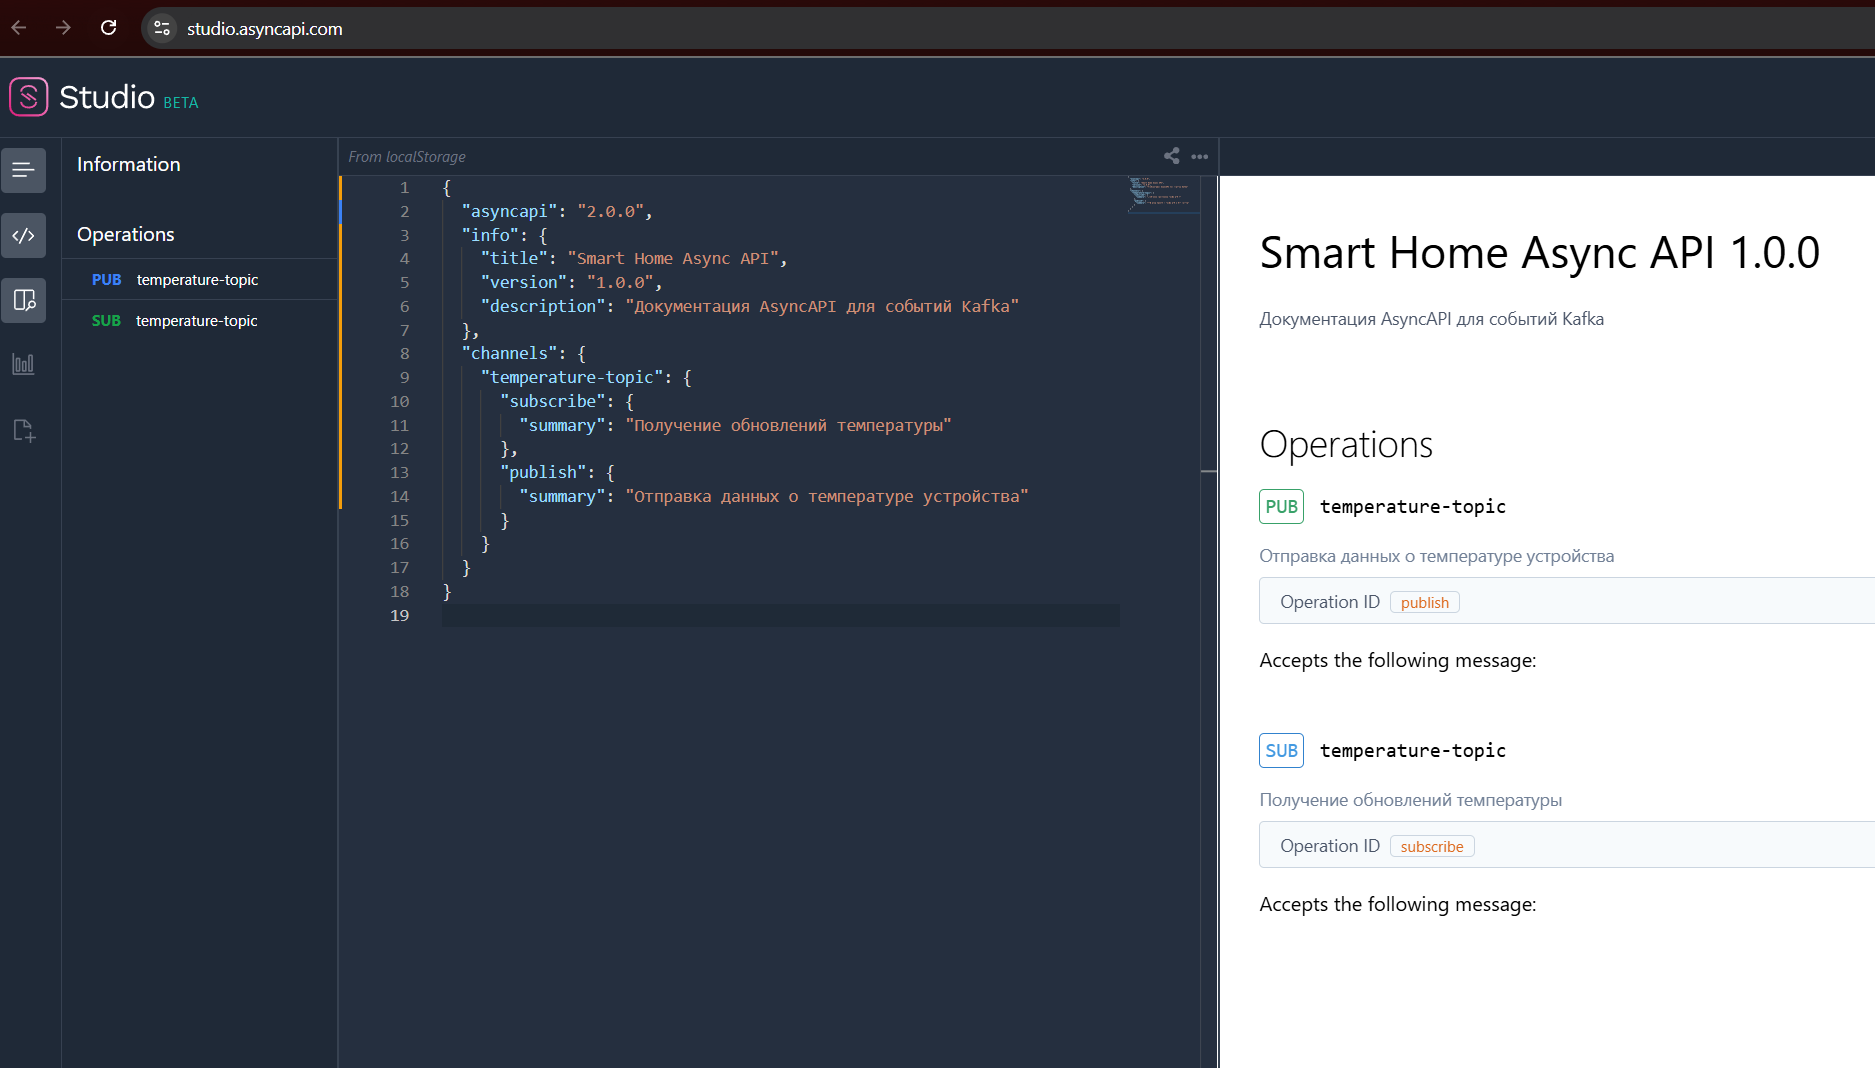 studio.asyncapi.com
Studio BETA
Information
Operations
PUB temperature-topic
SUB temperature-topic
From localStorage
1 {
2 "asyncapi": "2.0.0",
3 "info": {
4 "title": "Smart Home Async API",
5 "version": "1.0.0",
6 "description": "Документация AsyncAPI для событий Kafka"
7 },
8 "channels": {
9 "temperature-topic": {
10 "subscribe": {
11 "summary": "Получение обновлений температуры"
12 },
13 "publish": {
14 "summary": "Отправка данных о температуре устройства"
15 }
16 }
17 }
18 }
19
Smart Home Async API 1.0.0
Документация AsyncAPI для событий Kafka
Operations
PUB temperature-topic
Отправка данных о температуре устройства
Operation ID publish
Accepts the following message:
SUB temperature-topic
Получение обновлений температуры
Operation ID subscribe
Accepts the following message: